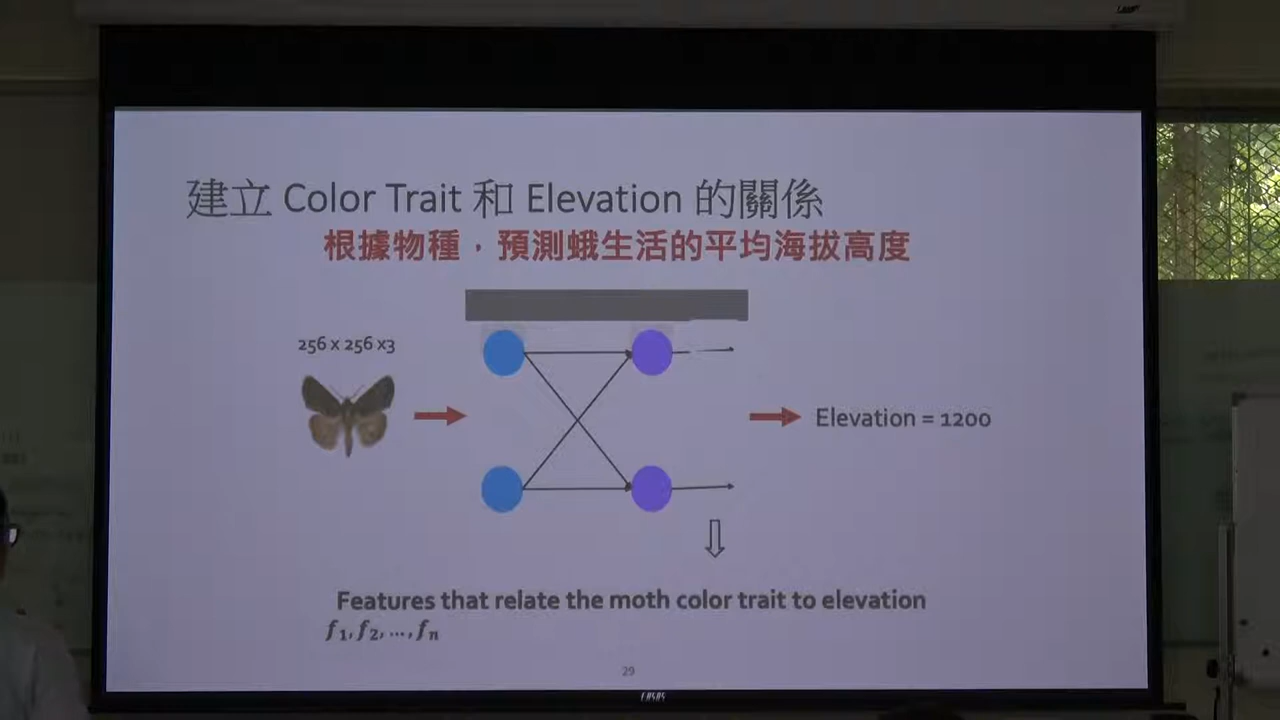 建立 Color Trait 和 Elevation 的關係
根據物種，預測蛾生活的平均海拔高度
256 x 256 x3
Elevation = 1200
Features that relate the moth color trait to elevation
f1, f2, ..., fn
29